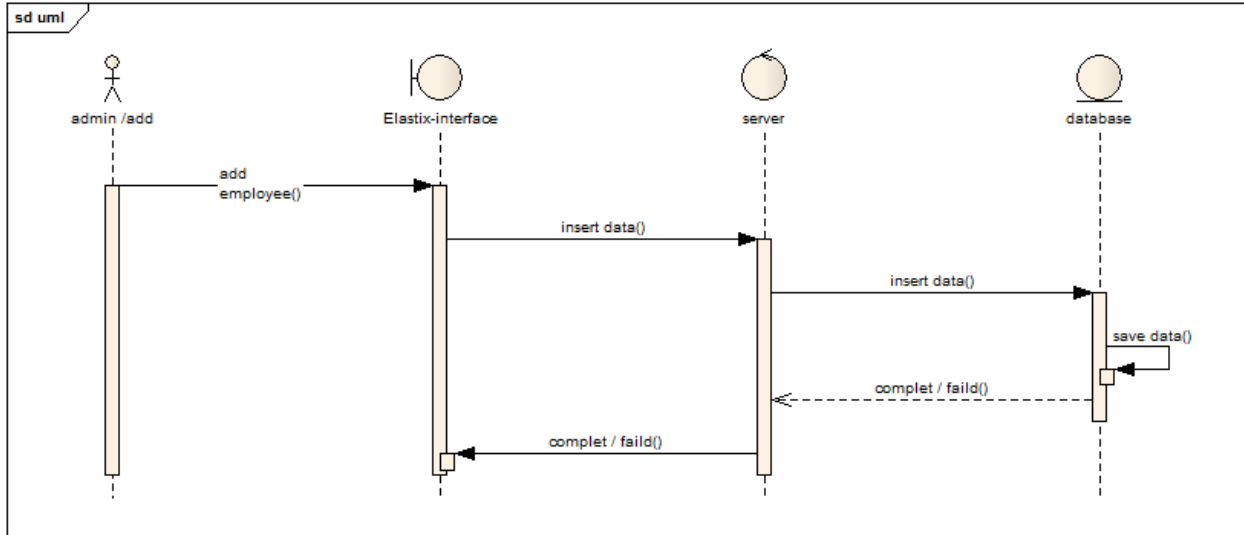 sd uml
admin /add
Elastix-interface
server
database
add
employee()
insert data()
insert data()
save data()
complet / faild()
complet / faild()